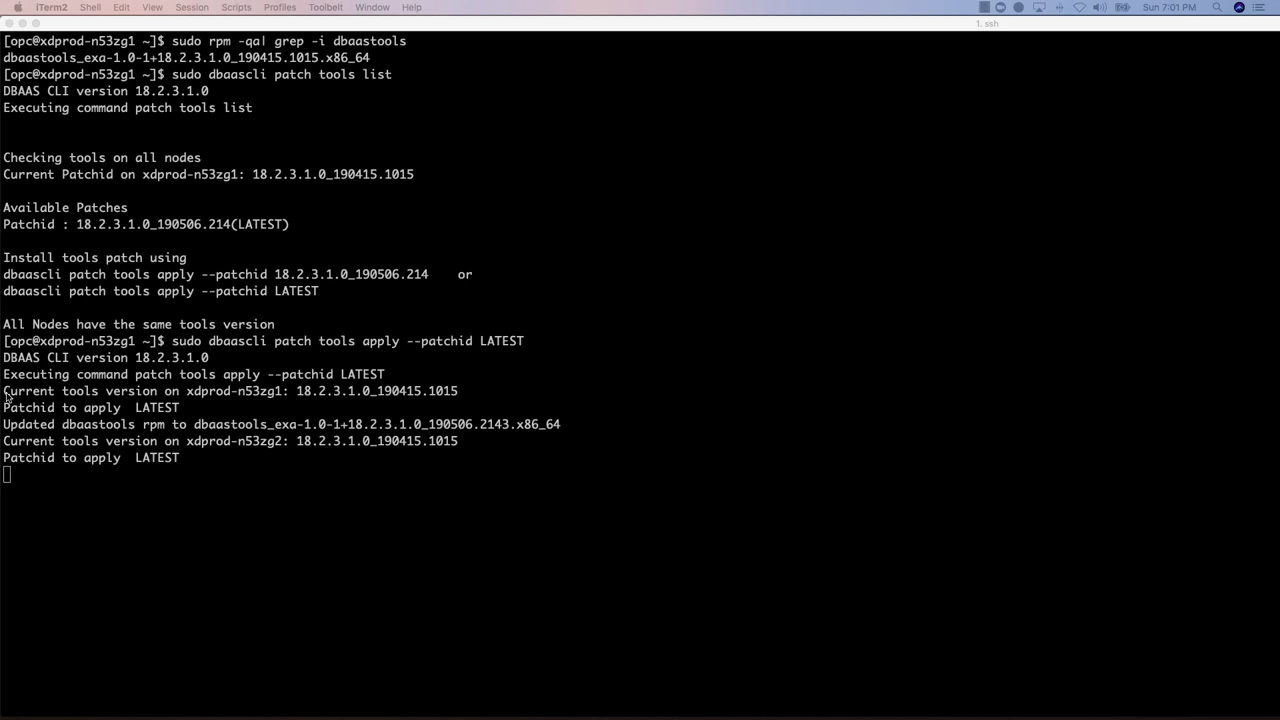 iTerm2 Shell Edit View Session Scripts Profiles Toolbelt Window Help Sun 7:01 PM
1. ssh
[opc@xdprod-n53zg1 ~]$ sudo rpm -qa| grep -i dbaastools
dbaastools_exa-1.0-1+18.2.3.1.0_190415.1015.x86_64
[opc@xdprod-n53zg1 ~]$ sudo dbaascli patch tools list
DBAAS CLI version 18.2.3.1.0
Executing command patch tools list
Checking tools on all nodes
Current Patchid on xdprod-n53zg1: 18.2.3.1.0_190415.1015
Available Patches
Patchid : 18.2.3.1.0_190506.214(LATEST)
Install tools patch using
dbaascli patch tools apply --patchid 18.2.3.1.0_190506.214    or
dbaascli patch tools apply --patchid LATEST
All Nodes have the same tools version
[opc@xdprod-n53zg1 ~]$ sudo dbaascli patch tools apply --patchid LATEST
DBAAS CLI version 18.2.3.1.0
Executing command patch tools apply --patchid LATEST
Current tools version on xdprod-n53zg1: 18.2.3.1.0_190415.1015
Patchid to apply  LATEST
Updated dbaastools rpm to dbaastools_exa-1.0-1+18.2.3.1.0_190506.2143.x86_64
Current tools version on xdprod-n53zg2: 18.2.3.1.0_190415.1015
Patchid to apply  LATEST